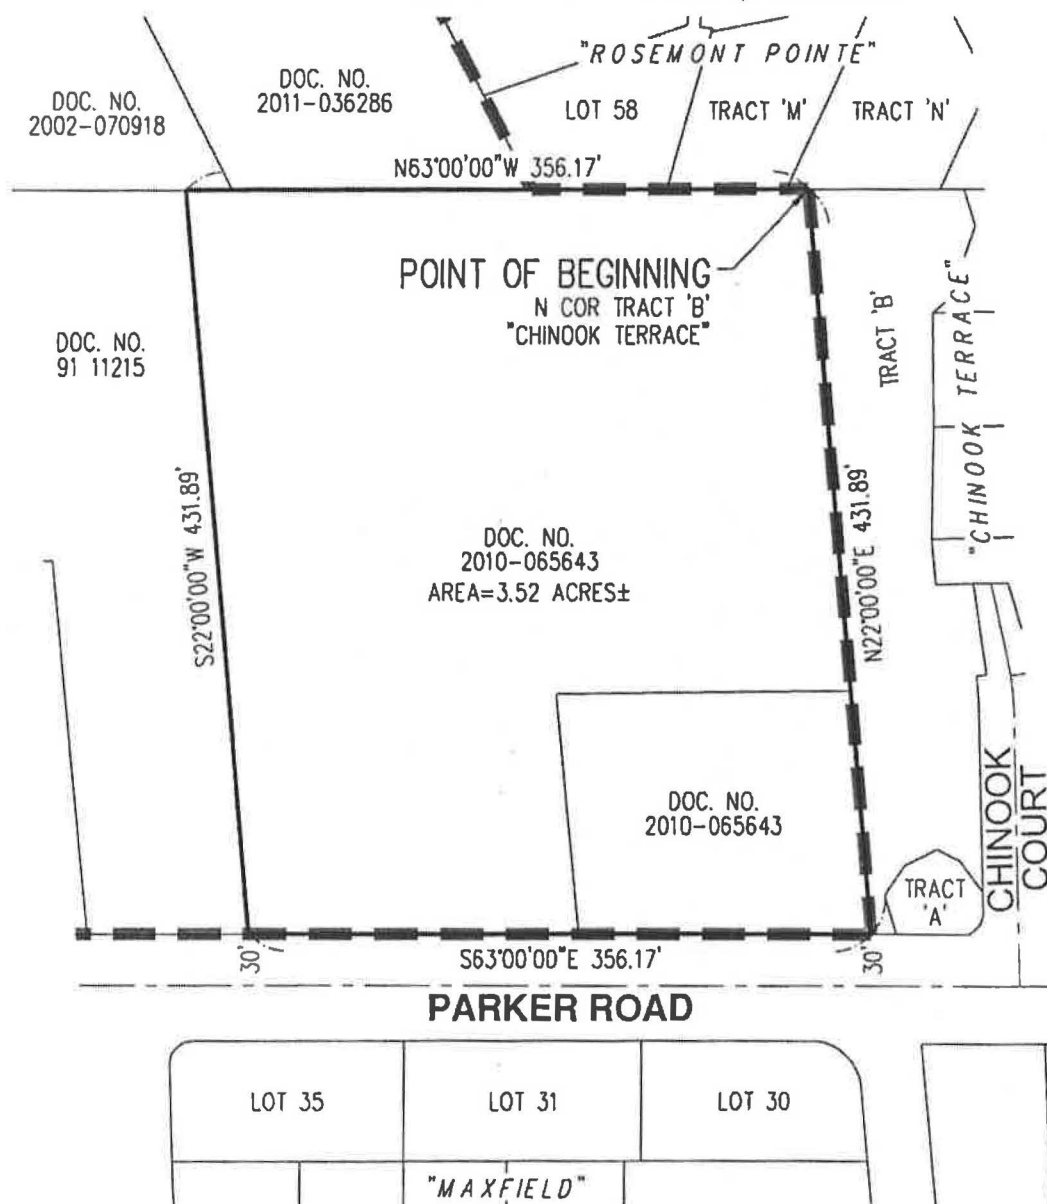 "ROSEMONT POINTE"
DOC. NO.
2002-070918
DOC. NO.
2011-036286
LOT 58
TRACT 'M'
TRACT 'N'
N63°00'00"W 356.17'
POINT OF BEGINNING
N COR TRACT 'B'
"CHINOOK TERRACE"
DOC. NO.
91 11215
TRACT 'B'
"CHINOOK TERRACE"
S22°00'00"W 431.89'
DOC. NO.
2010-065643
AREA=3.52 ACRES±
N22°00'00"E 431.89'
DOC. NO.
2010-065643
CHINOOK
COURT
TRACT
'A'
30'
S63°00'00"E 356.17'
30'
PARKER ROAD
LOT 35
LOT 31
LOT 30
"MAXFIELD"